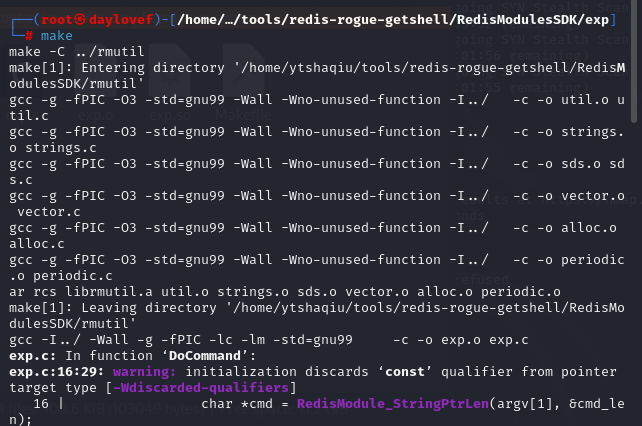 ┌──(root㉿daylovef)-[/home/…/tools/redis-rogue-getshell/RedisModulesSDK/exp]
└─# make
make -C ../rmutil
make[1]: Entering directory '/home/ytshaqiu/tools/redis-rogue-getshell/RedisM
odulesSDK/rmutil'
gcc -g -fPIC -O3 -std=gnu99 -Wall -Wno-unused-function -I../   -c -o util.o u
til.c
gcc -g -fPIC -O3 -std=gnu99 -Wall -Wno-unused-function -I../   -c -o strings.
o strings.c
gcc -g -fPIC -O3 -std=gnu99 -Wall -Wno-unused-function -I../   -c -o sds.o sd
s.c
gcc -g -fPIC -O3 -std=gnu99 -Wall -Wno-unused-function -I../   -c -o vector.o
 vector.c
gcc -g -fPIC -O3 -std=gnu99 -Wall -Wno-unused-function -I../   -c -o alloc.o
alloc.c
gcc -g -fPIC -O3 -std=gnu99 -Wall -Wno-unused-function -I../   -c -o periodic
.o periodic.c
ar rcs librmutil.a util.o strings.o sds.o vector.o alloc.o periodic.o
make[1]: Leaving directory '/home/ytshaqiu/tools/redis-rogue-getshell/RedisMo
dulesSDK/rmutil'
gcc -I../ -Wall -g -fPIC -lc -lm -std=gnu99     -c -o exp.o exp.c
exp.c: In function ‘DoCommand’:
exp.c:16:29: warning: initialization discards ‘const’ qualifier from pointer
target type [-Wdiscarded-qualifiers]
   16 |                 char *cmd = RedisModule_StringPtrLen(argv[1], &cmd_le
n);